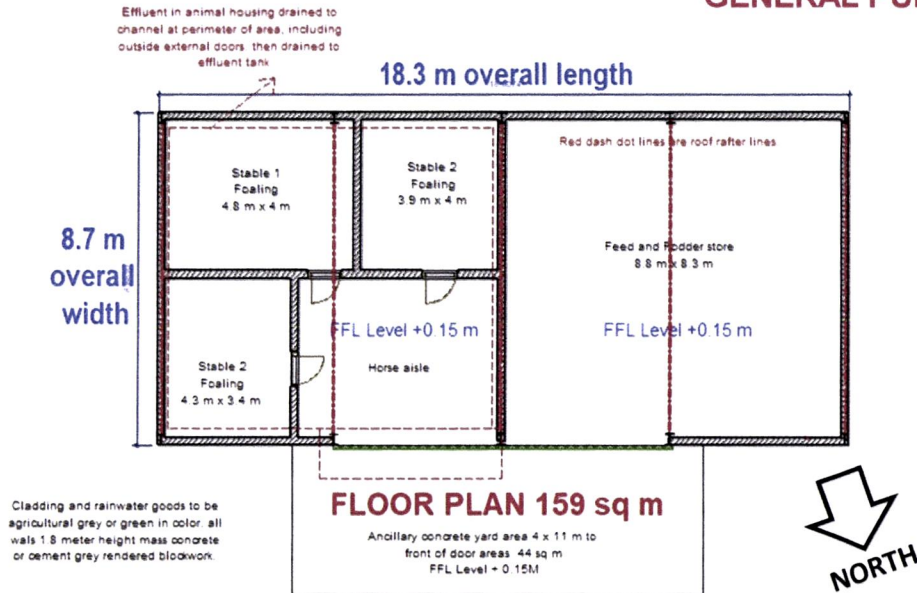 GENERAL PU
Effluent in animal housing drained to
channel at perimeter of area, including
outside external doors. then drained to
effluent tank
18.3 m overall length
Red dash dot lines are roof rafter lines
Stable 1
Foaling
4.8 m x 4 m
Stable 2
Foaling
3.9 m x 4 m
8.7 m
overall
width
Feed and Fodder store
8.8 m x 8.3 m
FFL Level +0.15 m
FFL Level +0.15 m
Stable 2
Foaling
4.3 m x 3.4 m
Horse aisle
FLOOR PLAN 159 sq m
Cladding and rainwater goods to be
agricultural grey or green in color. all
wals 1.8 meter height mass concrete
or cement grey rendered blockwork
Ancillary concrete yard area 4 x 11 m to
front of door areas 44 sq m
FFL Level + 0.15M
NORTH